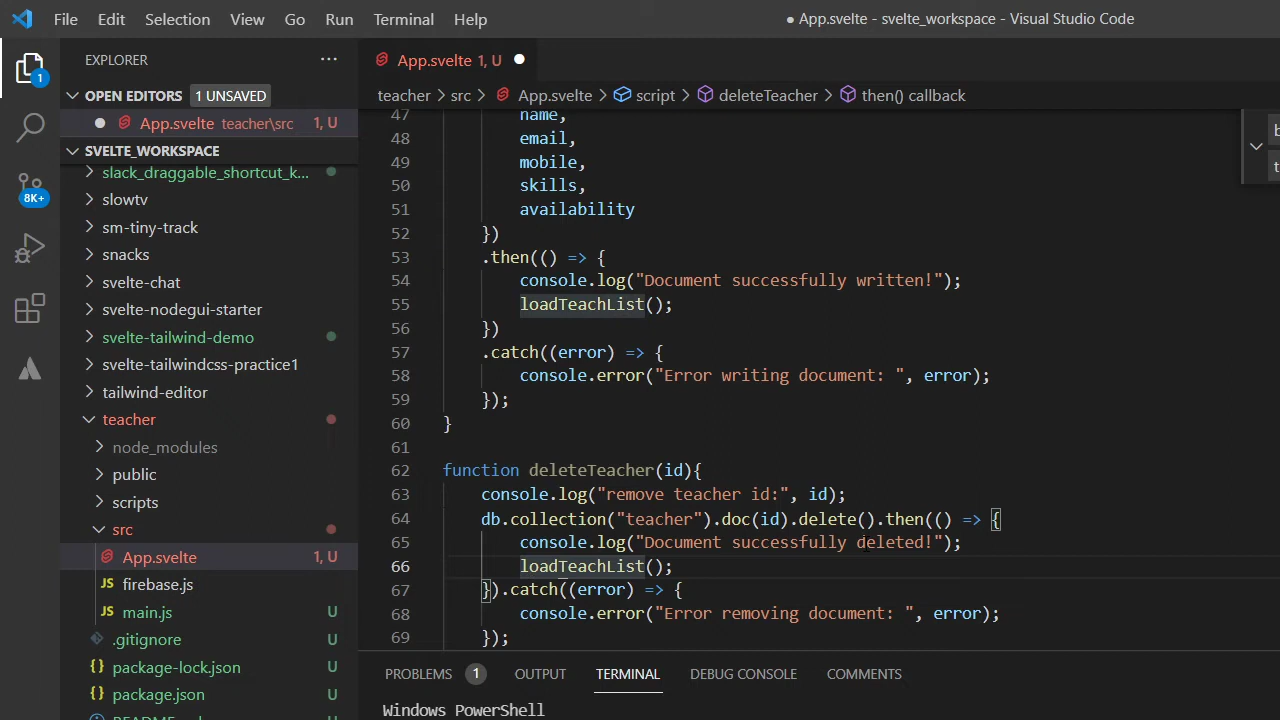 File Edit Selection View Go Run Terminal Help
● App.svelte - svelte_workspace - Visual Studio Code
EXPLORER ...
OPEN EDITORS 1 UNSAVED
App.svelte teacher\src 1, U
SVELTE_WORKSPACE
slack_draggable_shortcut_k...
slowtv
sm-tiny-track
snacks
svelte-chat
svelte-nodegui-starter
svelte-tailwind-demo
svelte-tailwindcss-practice1
tailwind-editor
teacher
node_modules
public
scripts
src
App.svelte 1, U
firebase.js
main.js U
.gitignore U
package-lock.json U
package.json U
1
8K+
App.svelte 1, U
teacher > src > App.svelte > script > deleteTeacher > then() callback
47 name,
48 email,
49 mobile,
50 skills,
51 availability
52 })
53 .then(() => {
54 console.log("Document successfully written!");
55 loadTeachList();
56 })
57 .catch((error) => {
58 console.error("Error writing document: ", error);
59 });
60 }
61
62 function deleteTeacher(id){
63 console.log("remove teacher id:", id);
64 db.collection("teacher").doc(id).delete().then(() => {
65 console.log("Document successfully deleted!");
66 loadTeachList();
67 }).catch((error) => {
68 console.error("Error removing document: ", error);
69 });
PROBLEMS 1 OUTPUT TERMINAL DEBUG CONSOLE COMMENTS
Windows PowerShell